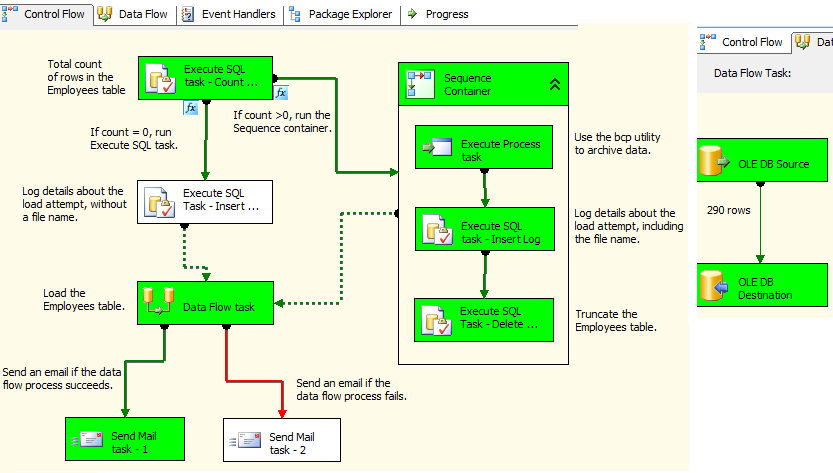 Control Flow
Data Flow
Event Handlers
Package Explorer
Progress
Total count
of rows in the
Employees table
Execute SQL
task - Count ...
fx
fx
If count >0, run the
Sequence container.
If count = 0, run
Execute SQL task.
Log details about the
load attempt, without
a file name.
Execute SQL
Task - Insert ...
Load the
Employees table.
Data Flow task
Send an email if the data
flow process succeeds.
Send an email if the
data flow process fails.
Send Mail
task - 1
Send Mail
task - 2
Sequence
Container
Execute Process
task
Use the bcp utility
to archive data.
Execute SQL
task - Insert Log
Log details about the
load attempt, including
the file name.
Execute SQL
Task - Delete ...
Truncate the
Employees table.
Control Flow
Dat
Data Flow Task:
OLE DB Source
290 rows
OLE DB
Destination